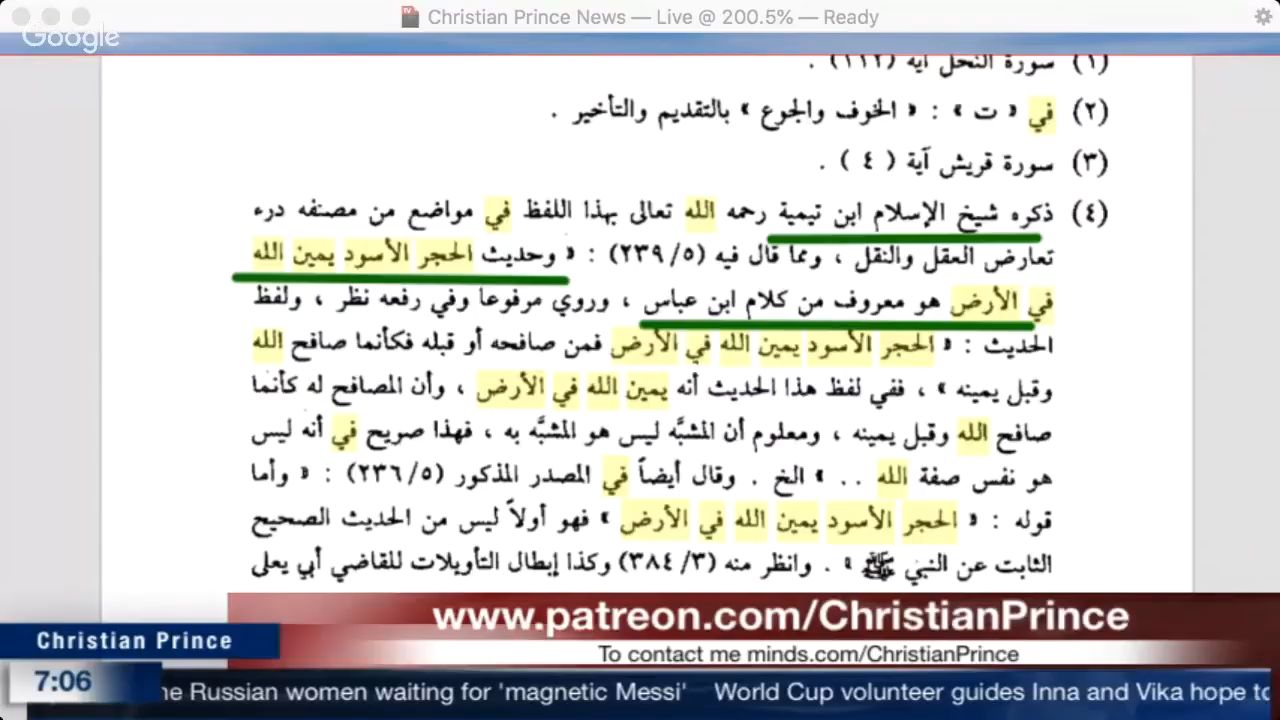 Christian Prince News — Live @ 200.5% — Ready
Google
(١) سورة النحل آية (١١٢) .
(٢) في « ت » : « الخوف والجوع » بالتقديم والتأخير .
(٣) سورة قريش آية ( ٤ ) .
(٤) ذكره شيخ الإسلام ابن تيمية رحمه الله تعالى بهذا اللفظ في مواضع من مصنفه درء
تعارض العقل والنقل ، ومما قال فيه (٢٣٩/٥) : « وحديث الحجر الأسود يمين الله
في الأرض هو معروف من كلام ابن عباس ، وروي مرفوعا وفي رفعه نظر ، ولفظ
الحديث : « الحجر الأسود يمين الله في الأرض فمن صافحه أو قبله فكأنما صافح الله
وقبل يمينه » ، ففي لفظ هذا الحديث أنه يمين الله في الأرض ، وأن المصافح له كأنما
صافح الله وقبل يمينه ، ومعلوم أن المشبَّه ليس هو المشبَّه به ، فهذا صريح في أنه ليس
هو نفس صفة الله .. » الخ . وقال أيضاً في المصدر المذكور (٢٣٦/٥) : « وأما
قوله : « الحجر الأسود يمين الله في الأرض » فهو أولاً ليس من الحديث الصحيح
الثابت عن النبي ﷺ » . وانظر منه (٣٨٤/٣) وكذا إبطال التأويلات للقاضي أبي يعلى
www.patreon.com/ChristianPrince
Christian Prince
To contact me minds.com/ChristianPrince
7:06
he Russian women waiting for 'magnetic Messi' World Cup volunteer guides Inna and Vika hope to